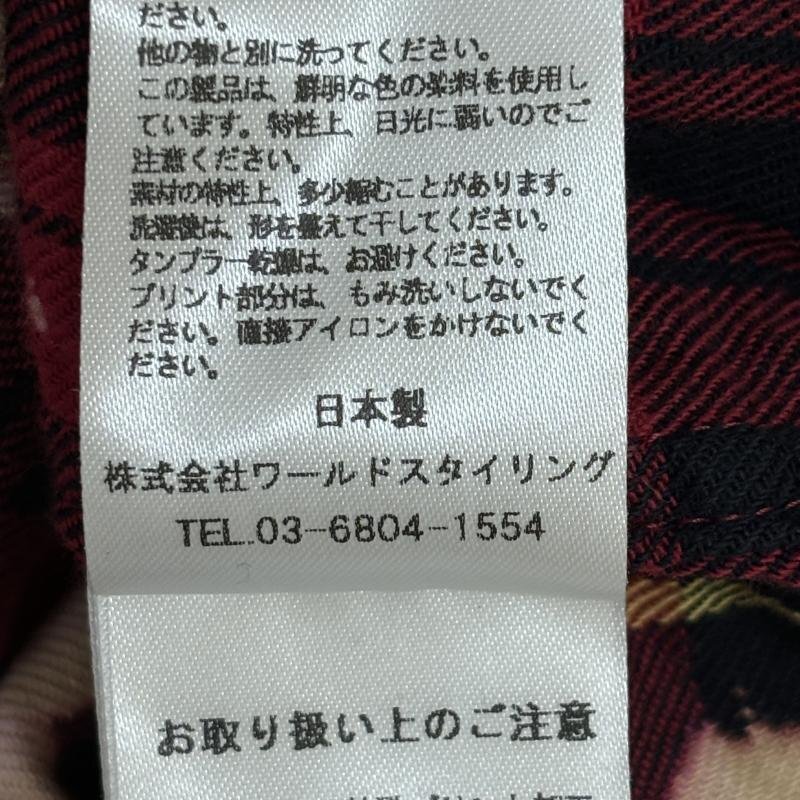 ださい。
他の物と別に洗ってください。
この製品は、鮮明な色の染料を使用し
ています。特性上、日光に弱いのでご
注意ください。
素材の特性上、多少縮むことがあります。
洗濯後は、形を整えて干してください。
タンブラー乾燥は、お避けください。
プリント部分は、もみ洗いしないでく
ださい。直接アイロンをかけないでく
ださい。
日本製
株式会社ワールドスタイリング
TEL.03-6804-1554
お取り扱い上のご注意